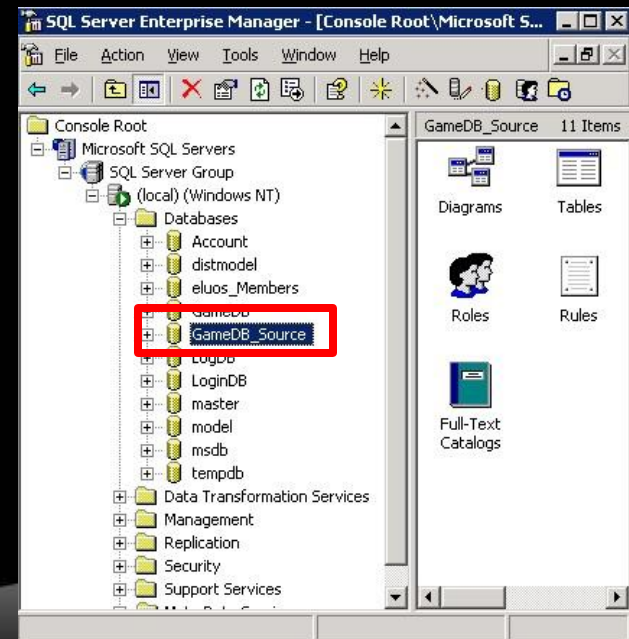 SQL Server Enterprise Manager - [Console Root\Microsoft S...
File Action View Tools Window Help
Console Root
Microsoft SQL Servers
SQL Server Group
(local) (Windows NT)
Databases
Account
distmodel
eluos_Members
GameDB
GameDB_Source
LogDB
LoginDB
master
model
msdb
tempdb
Data Transformation Services
Management
Replication
Security
Support Services
GameDB_Source 11 Items
Diagrams
Tables
Roles
Rules
Full-Text
Catalogs